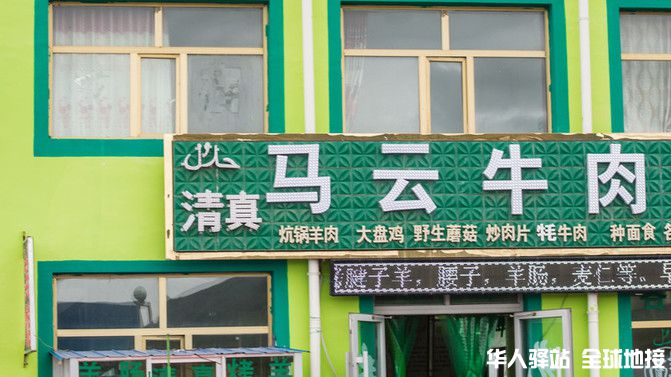 حلال
清真
马云牛肉
炕锅羊肉 大盘鸡 野生蘑菇 炒肉片 牦牛肉 种面食
腱子羊，腰子，羊肠，麦仁等、
华人驿站 全球地接